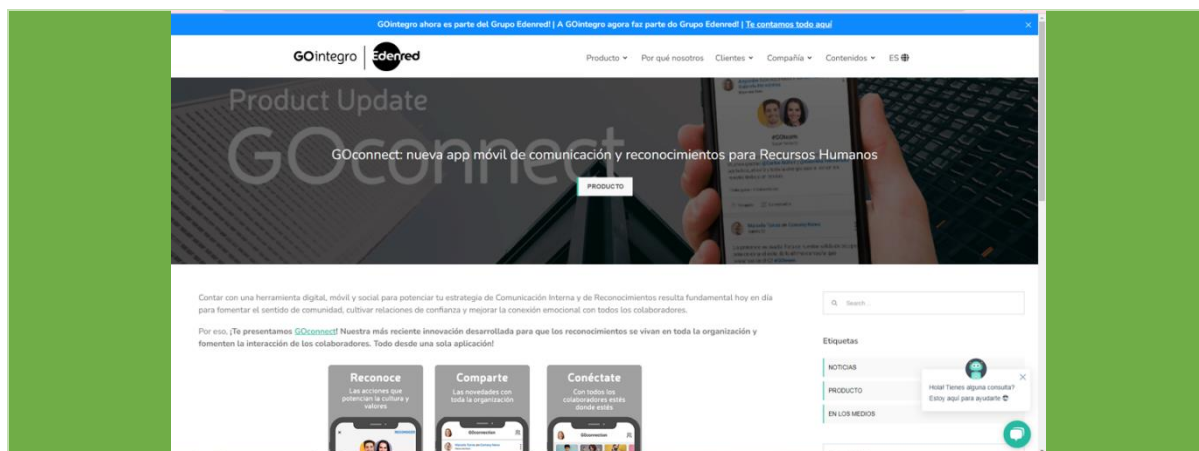 GOintegro ahora es parte del Grupo Edenred! | A GOintegro agora faz parte do Grupo Edenred! | Te contamos todo aquí
GOintegro | Edenred
Producto Por qué nosotros Clientes Compañía Contenidos ES
Product Update
GOconnect
GOconnect: nueva app móvil de comunicación y reconocimientos para Recursos Humanos
PRODUCTO
Contar con una herramienta digital, móvil y social para potenciar tu estrategia de Comunicación Interna y de Reconocimientos resulta fundamental hoy en día
para fomentar el sentido de comunidad, cultivar relaciones de confianza y mejorar la conexión emocional con todos los colaboradores.
Por eso, ¡Te presentamos GOconnect! Nuestra más reciente innovación desarrollada para que los reconocimientos se vivan en toda la organización y
fomenten la interacción de los colaboradores. Todo desde una sola aplicación!
Reconoce
Las acciones que
potencian la cultura y
valores
Comparte
Las novedades con
toda la organización
GOconnection
Conéctate
Con todos los
colaboradores estés
donde estés
GOconnection
Search ..
Etiquetas
NOTICIAS
PRODUCTO
EN LOS MEDIOS
Hola! Tienes alguna consulta?
Estoy aquí para ayudarte